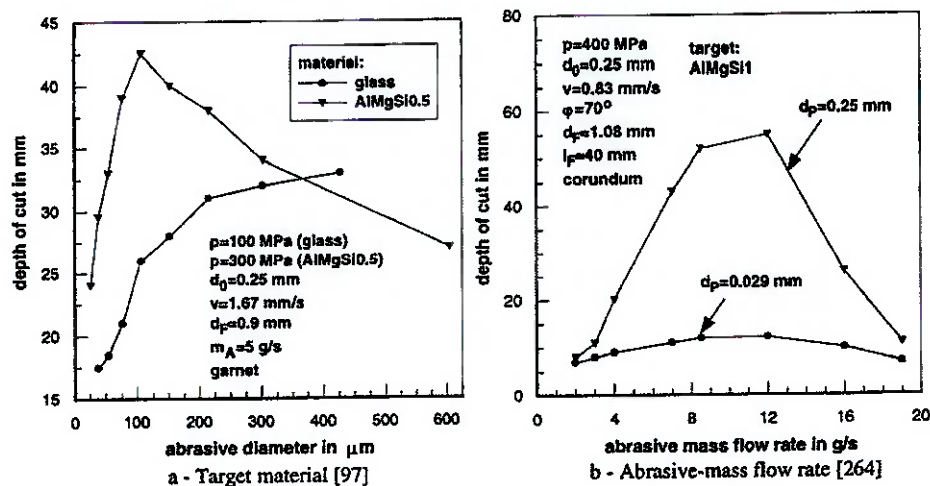 45
40
35
30
25
20
15
depth of cut in mm
material:
glass
AlMgSi0.5
p=100 MPa (glass)
p=300 MPa (AlMgSi0.5)
d0=0.25 mm
v=1.67 mm/s
dF=0.9 mm
mA=5 g/s
garnet
0 100 200 300 400 500 600
abrasive diameter in μm
a - Target material [97]
80
60
40
20
0
depth of cut in mm
p=400 MPa
d0=0.25 mm
v=0.83 mm/s
φ=70°
dF=1.08 mm
lF=40 mm
corundum
target:
AlMgSi1
dP=0.25 mm
dP=0.029 mm
0 4 8 12 16 20
abrasive mass flow rate in g/s
b - Abrasive-mass flow rate [264]